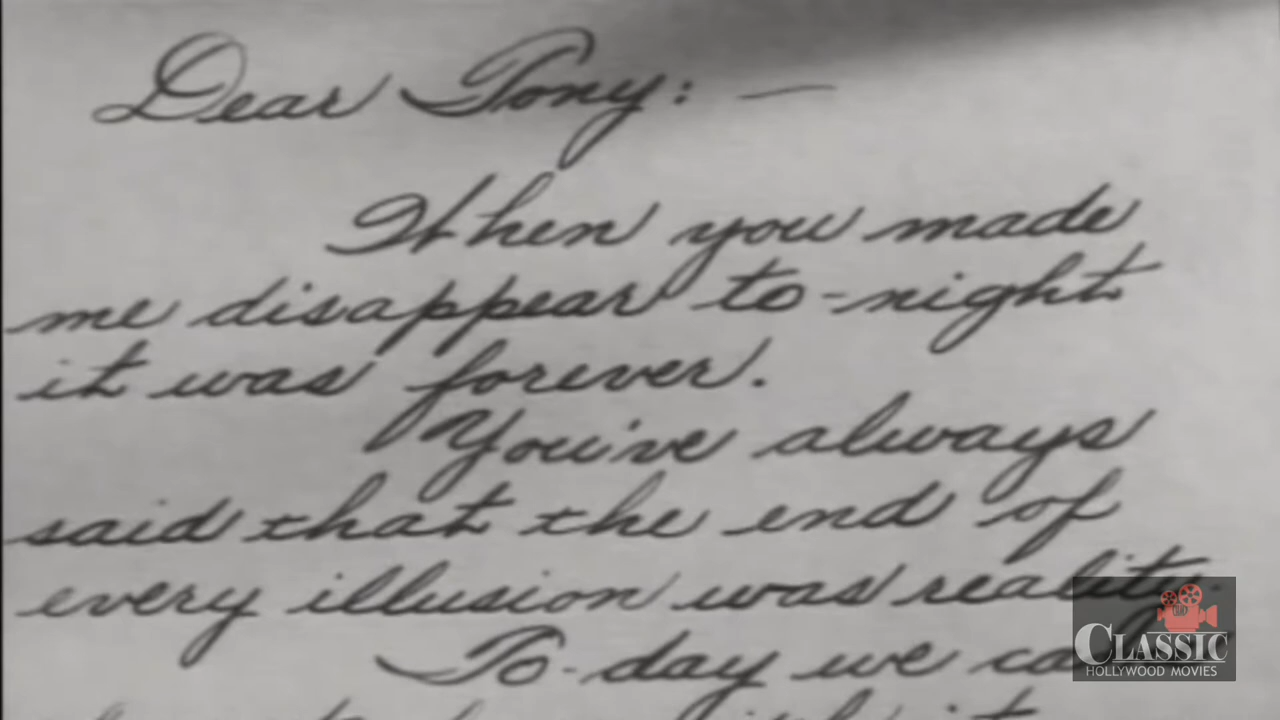 Dear Tony: —
When you made
me disappear to-night
it was forever.
You've always
said that the end of
every illusion was reality
To-day we
CLASSIC
HOLLYWOOD MOVIES